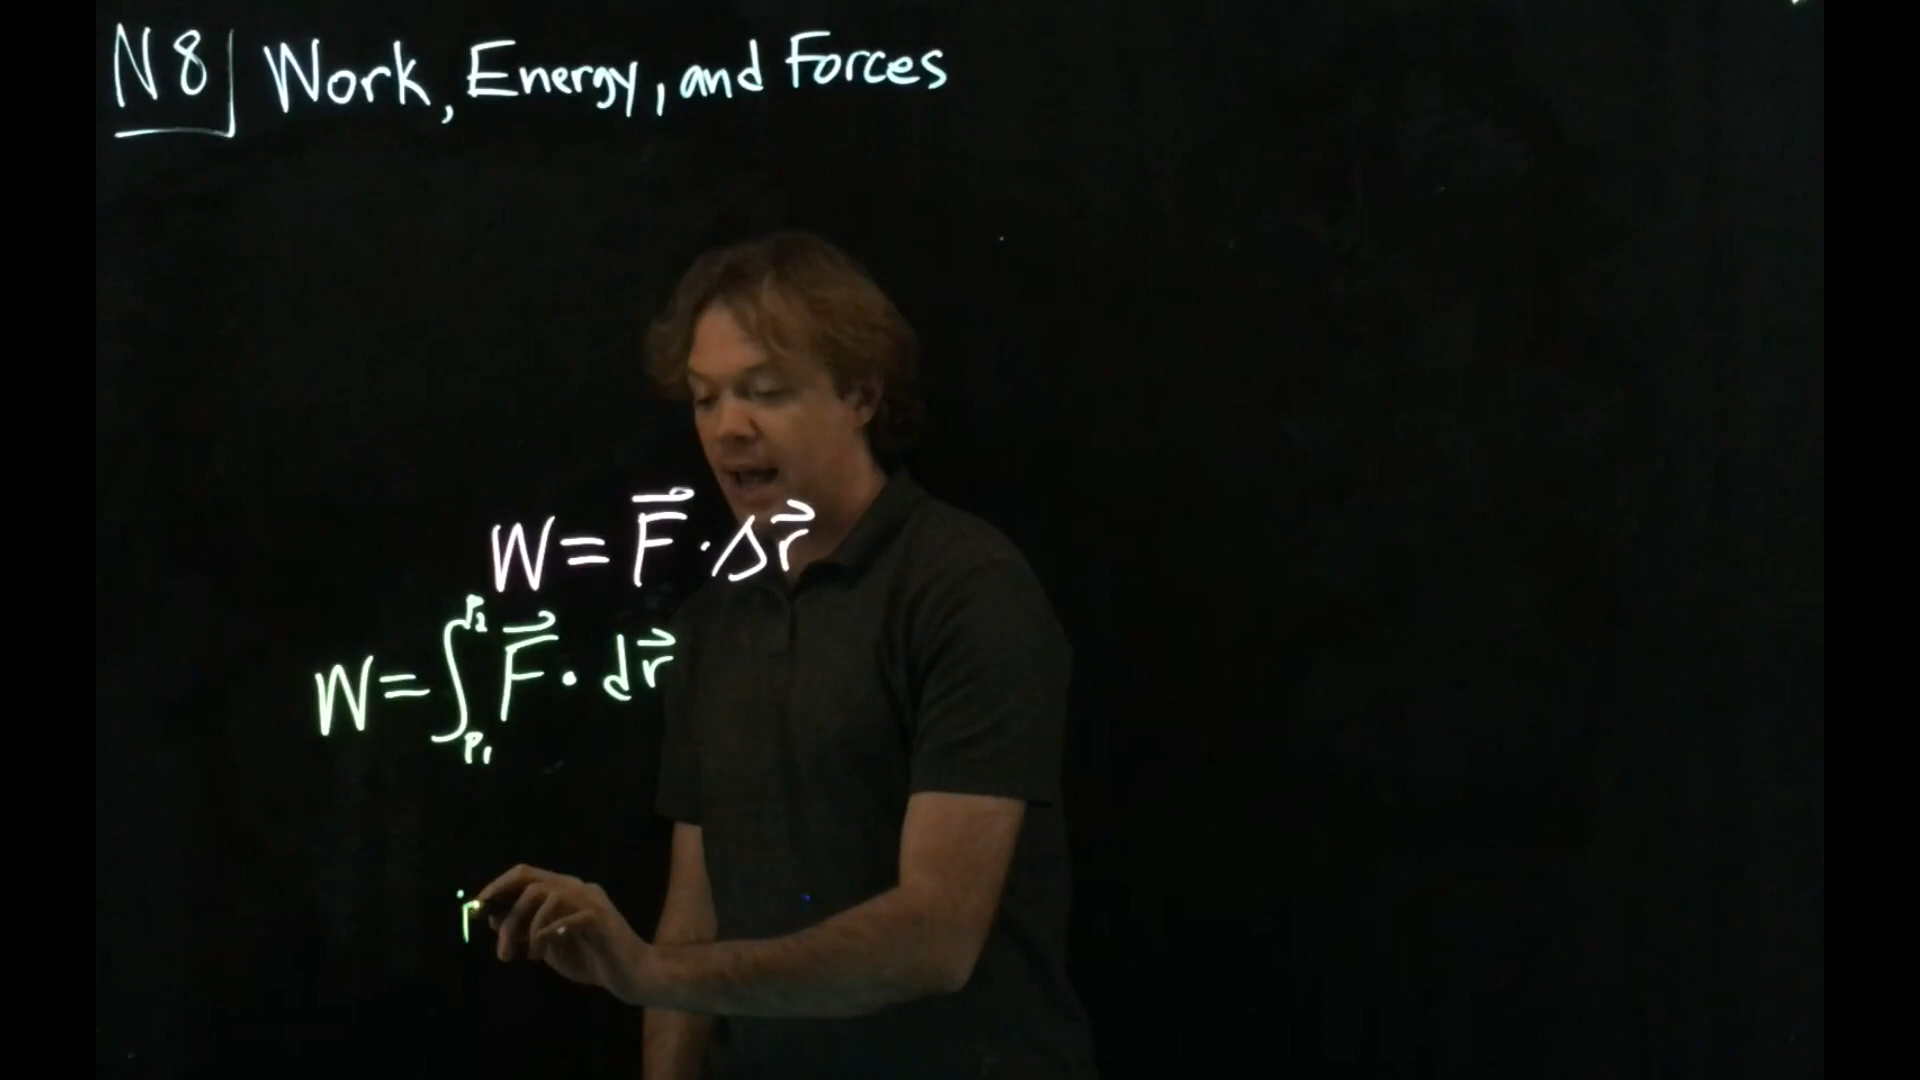 N8 Work, Energy, and Forces
W = F⃗ · Δr⃗
W = ∫_{P₁}^{P₂} F⃗ · dr⃗